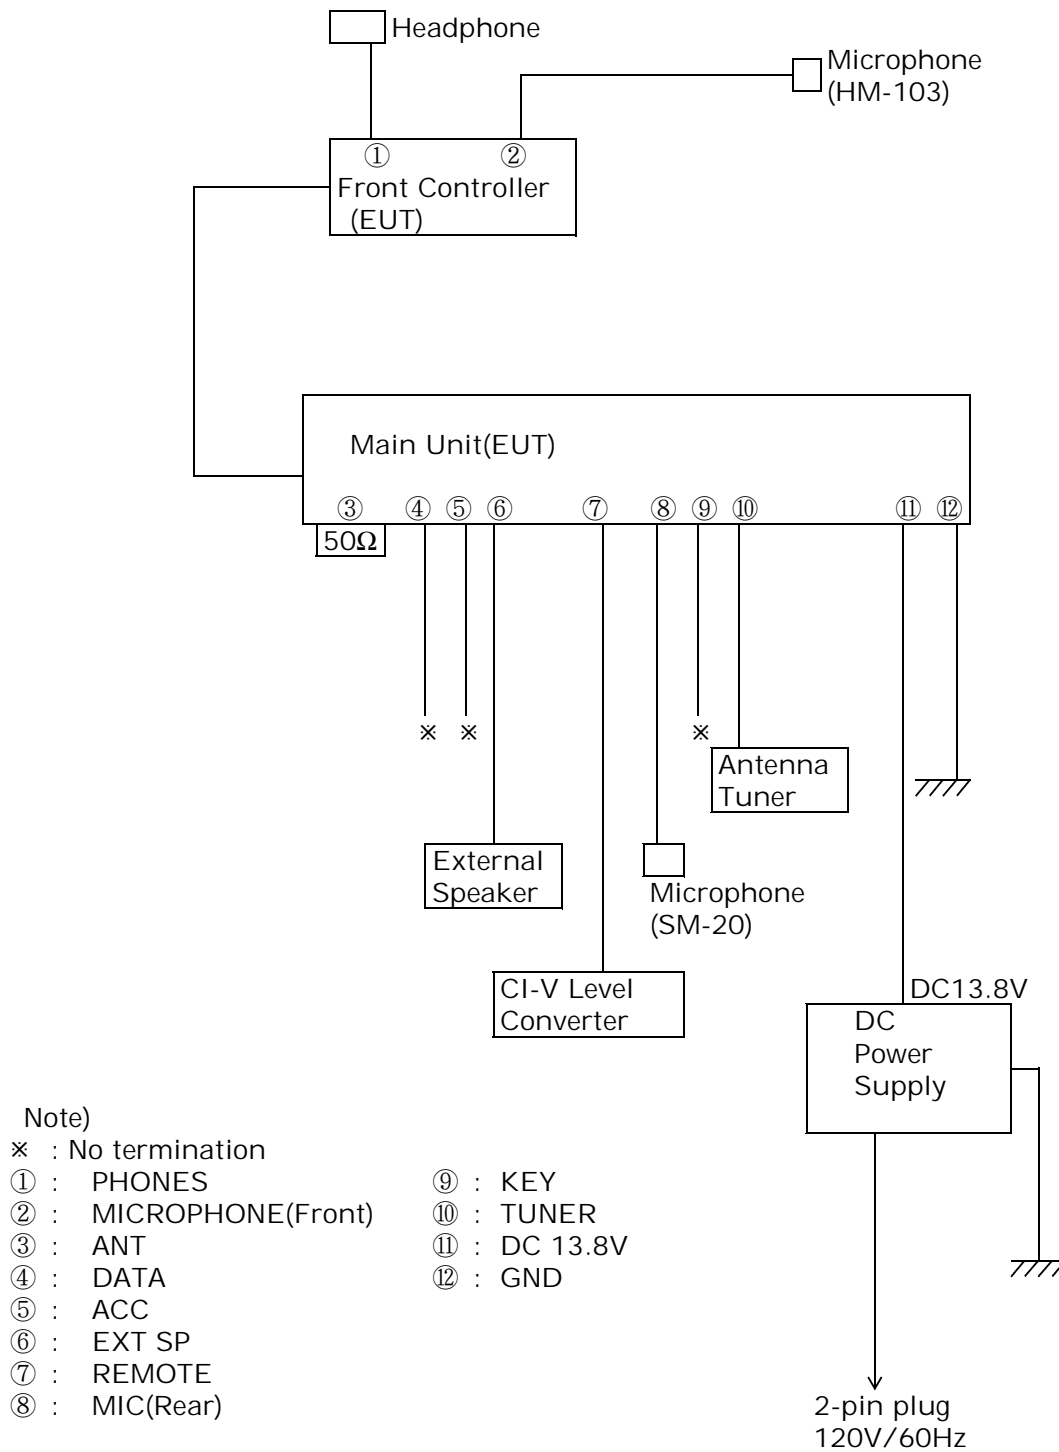 Headphone
Microphone
(HM-103)
① ②
Front Controller
(EUT)
Main Unit(EUT)
③ ④ ⑤ ⑥ ⑦ ⑧ ⑨ ⑩ ⑪ ⑫
50Ω
※ ※ ※
Antenna
Tuner
External
Speaker
Microphone
(SM-20)
CI-V Level
Converter
DC13.8V
DC
Power
Supply
Note)
※ : No termination
① : PHONES
② : MICROPHONE(Front)
③ : ANT
④ : DATA
⑤ : ACC
⑥ : EXT SP
⑦ : REMOTE
⑧ : MIC(Rear)
⑨ : KEY
⑩ : TUNER
⑪ : DC 13.8V
⑫ : GND
2-pin plug
120V/60Hz